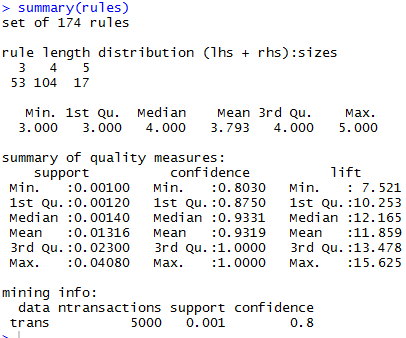 > summary(rules)
set of 174 rules
rule length distribution (lhs + rhs):sizes
3 4 5
53 104 17
Min. 1st Qu. Median Mean 3rd Qu. Max.
3.000 3.000 4.000 3.793 4.000 5.000
summary of quality measures:
support confidence lift
Min. :0.00100 Min. :0.8030 Min. : 7.521
1st Qu.:0.00120 1st Qu.:0.8750 1st Qu.:10.253
Median :0.00140 Median :0.9331 Median :12.165
Mean :0.01316 Mean :0.9319 Mean :11.859
3rd Qu.:0.02300 3rd Qu.:1.0000 3rd Qu.:13.478
Max. :0.04080 Max. :1.0000 Max. :15.625
mining info:
data ntransactions support confidence
trans 5000 0.001 0.8
>